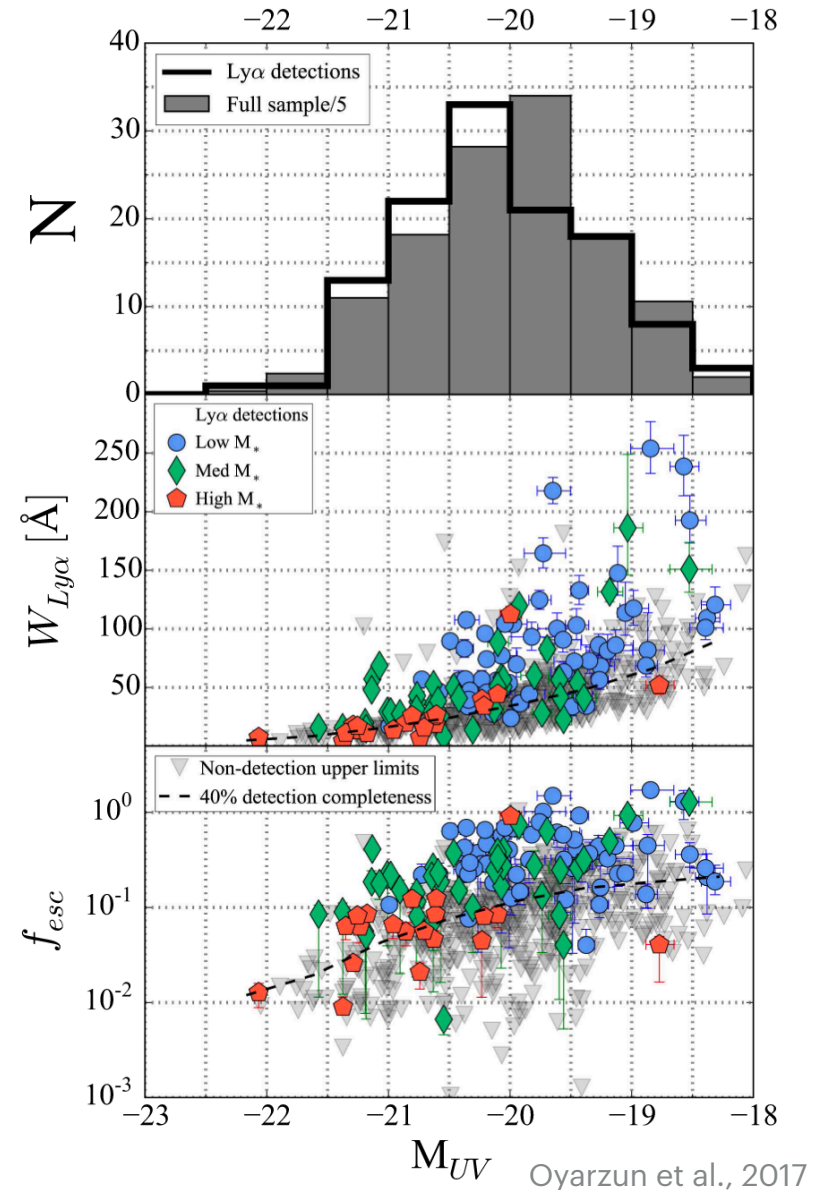 −22 −21 −20 −19 −18
40
30
20
10
0
N
Lyα detections
Full sample/5
250
200
150
100
50
W_Lyα [Å]
Lyα detections
Low M*
Med M*
High M*
Non-detection upper limits
40% detection completeness
10^0
10^-1
10^-2
10^-3
f_esc
−23 −22 −21 −20 −19 −18
M_UV
Oyarzun et al., 2017